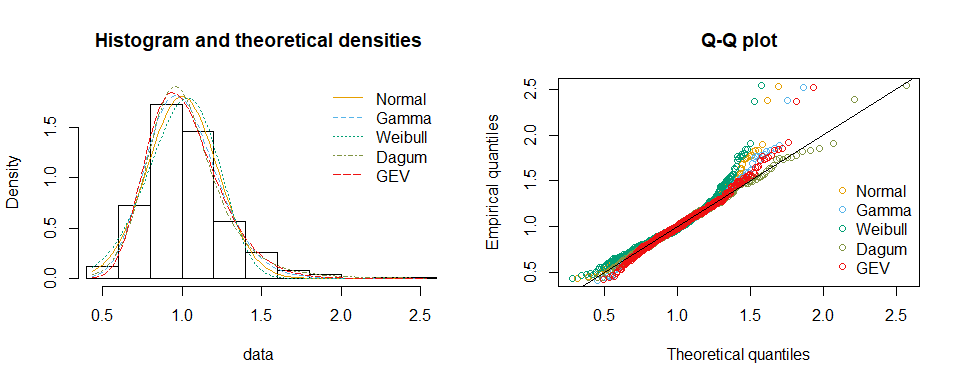 Histogram and theoretical densities
Density
0.0
0.5
1.0
1.5
0.5
1.0
1.5
2.0
2.5
data
Normal
Gamma
Weibull
Dagum
GEV
Q-Q plot
Empirical quantiles
0.5
1.0
1.5
2.0
2.5
0.5
1.0
1.5
2.0
2.5
Theoretical quantiles
Normal
Gamma
Weibull
Dagum
GEV